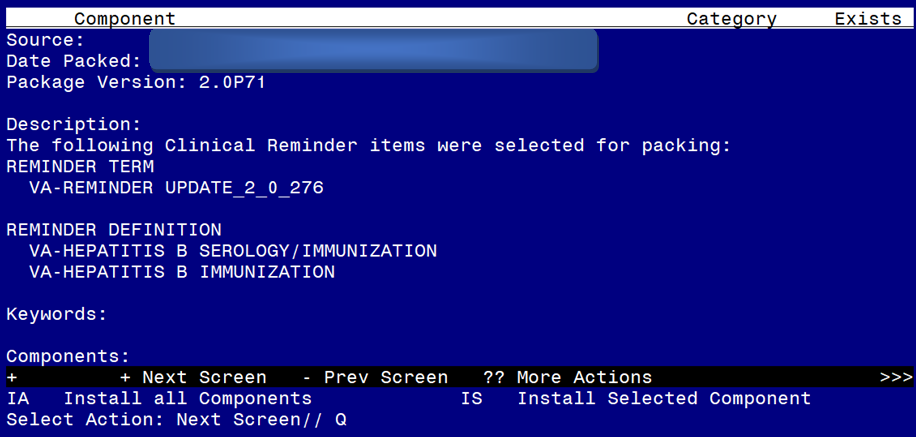 Component Category Exists
Source:
Date Packed:
Package Version: 2.0P71
Description:
The following Clinical Reminder items were selected for packing:
REMINDER TERM
VA-REMINDER UPDATE_2_0_276
REMINDER DEFINITION
VA-HEPATITIS B SEROLOGY/IMMUNIZATION
VA-HEPATITIS B IMMUNIZATION
Keywords:
Components:
+ + Next Screen - Prev Screen ?? More Actions >>>
IA Install all Components IS Install Selected Component
Select Action: Next Screen// Q